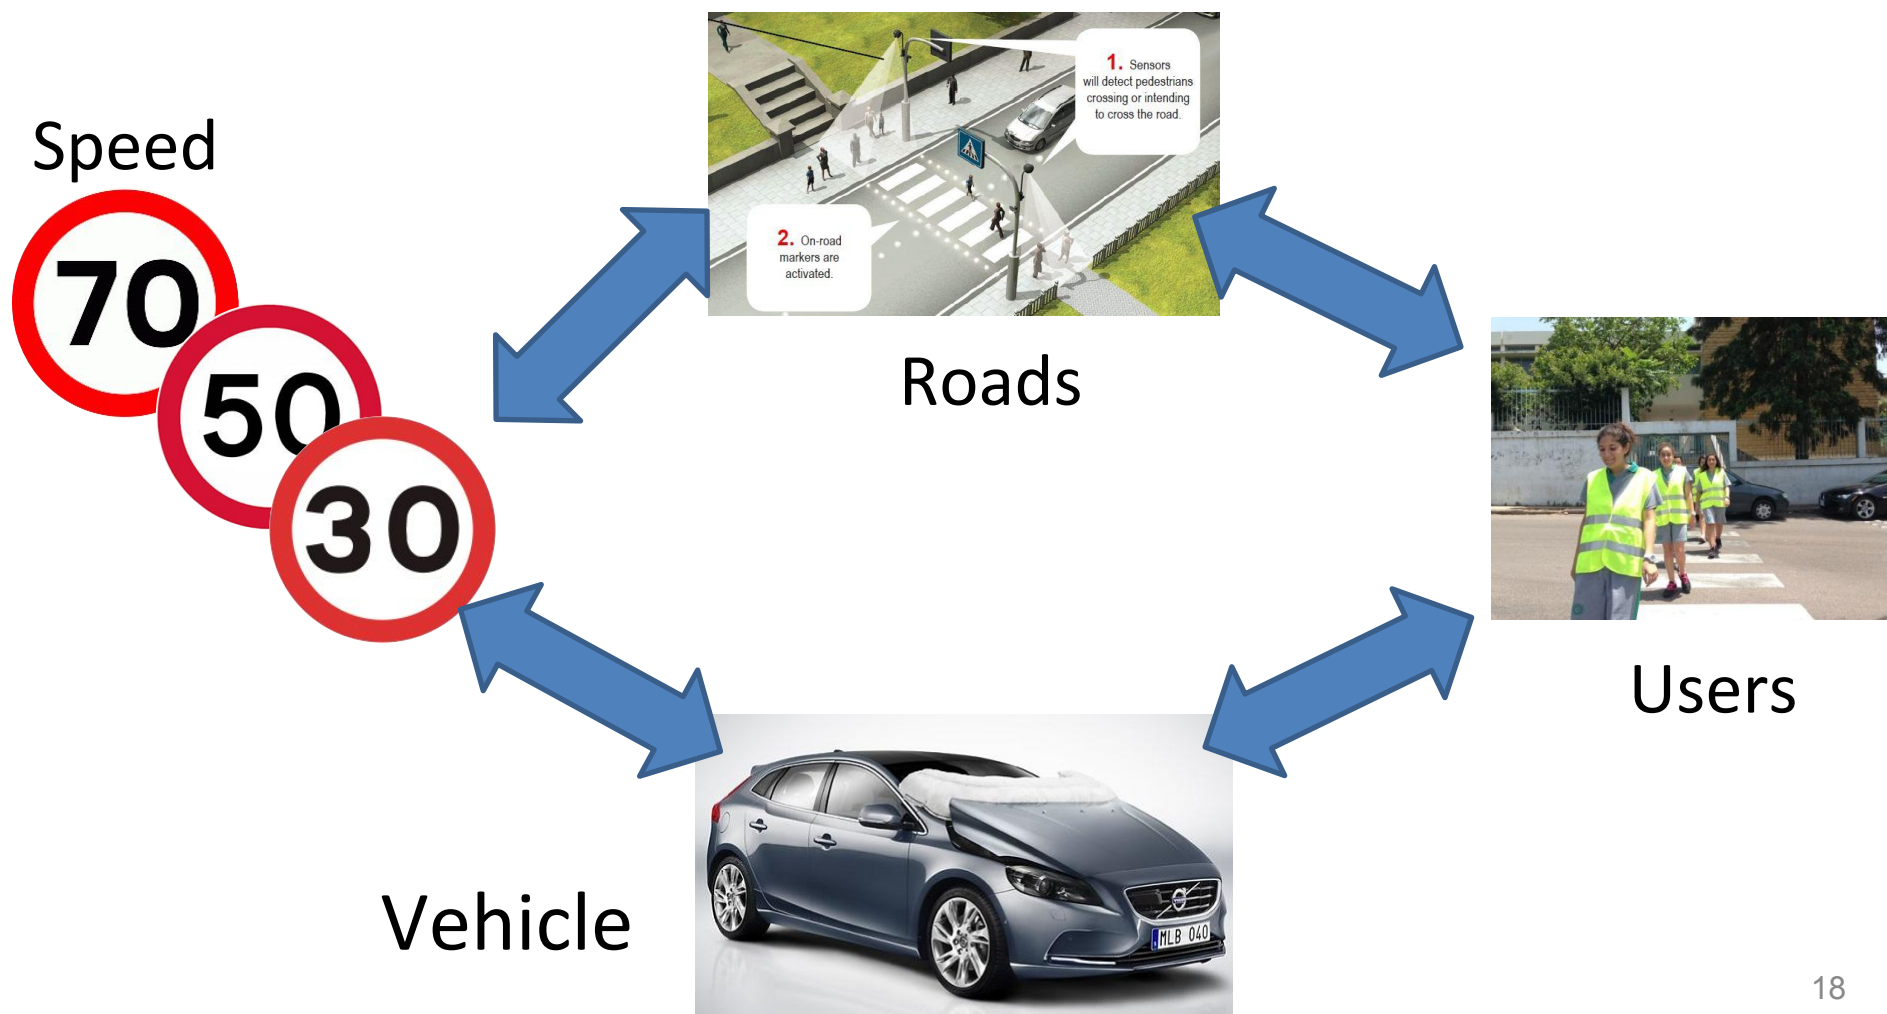 Speed
70
50
30
1. Sensors
will detect pedestrians
crossing or intending
to cross the road.
2. On-road
markers are
activated.
Roads
Users
Vehicle
MLB 040
18